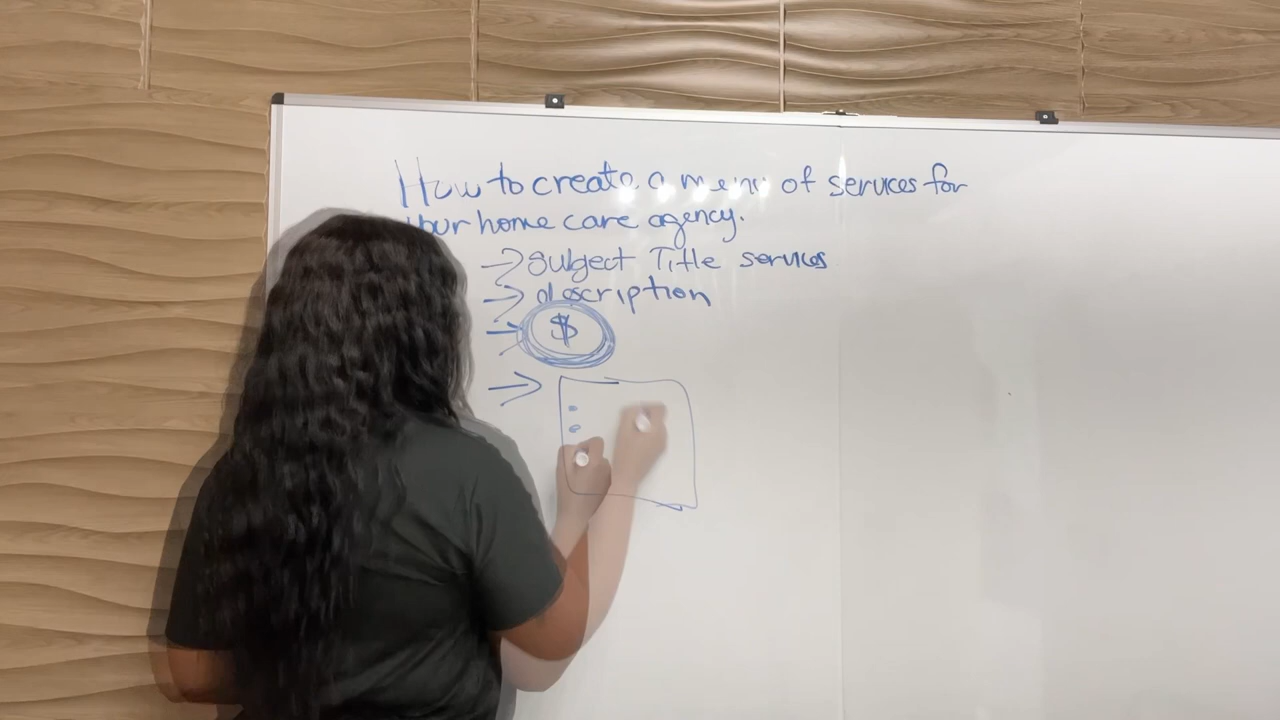 How to create a menu of services for
your home care agency.
→ Subject Title services
→ description
→ $
→